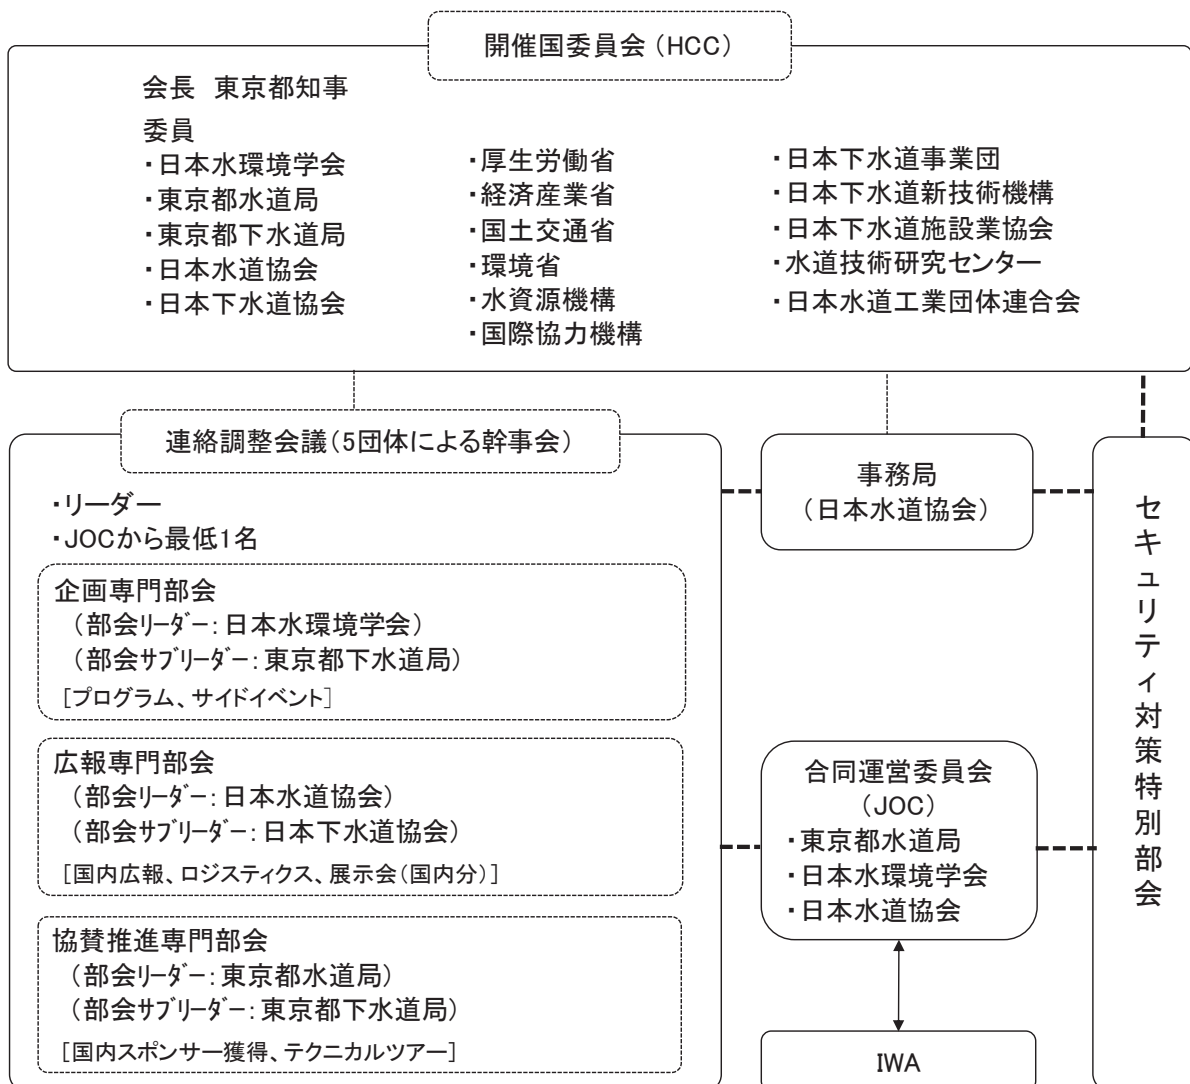 開催国委員会（HCC）
会長　東京都知事
委員
・日本水環境学会
・東京都水道局
・東京都下水道局
・日本水道協会
・日本下水道協会
・厚生労働省
・経済産業省
・国土交通省
・環境省
・水資源機構
・国際協力機構
・日本下水道事業団
・日本下水道新技術機構
・日本下水道施設業協会
・水道技術研究センター
・日本水道工業団体連合会
連絡調整会議（5団体による幹事会）
・リーダー
・JOCから最低1名
企画専門部会
（部会ﾘｰﾀﾞｰ：日本水環境学会）
（部会ｻﾌﾞﾘｰﾀﾞｰ：東京都下水道局）
［プログラム、サイドイベント］
広報専門部会
（部会ﾘｰﾀﾞｰ：日本水道協会）
（部会ｻﾌﾞﾘｰﾀﾞｰ：日本下水道協会）
［国内広報、ロジスティクス、展示会（国内分）］
協賛推進専門部会
（部会ﾘｰﾀﾞｰ：東京都水道局）
（部会ｻﾌﾞﾘｰﾀﾞｰ：東京都下水道局）
［国内スポンサー獲得、テクニカルツアー］
事務局
（日本水道協会）
合同運営委員会
（JOC）
・東京都水道局
・日本水環境学会
・日本水道協会
IWA
セキュリティ対策特別部会